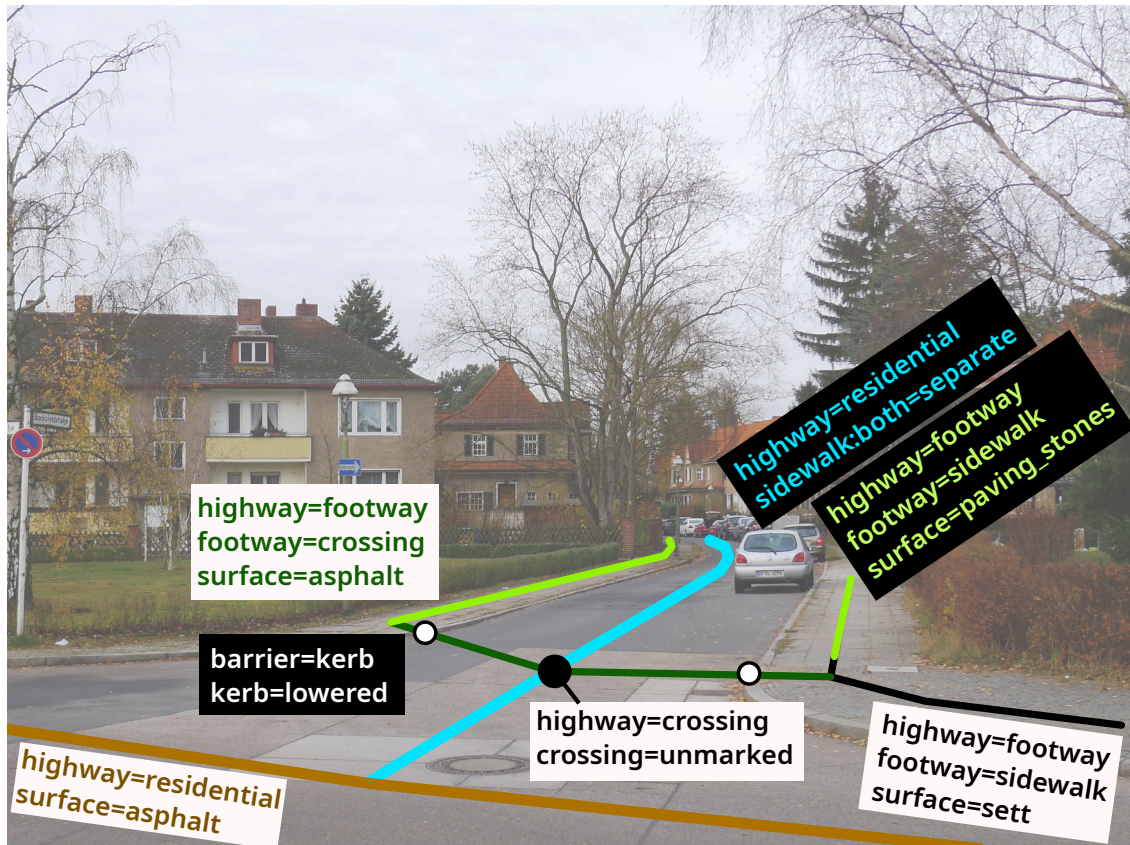 highway=residential
sidewalk:both=separate
highway=footway
footway=sidewalk
surface=paving_stones
highway=footway
footway=crossing
surface=asphalt
barrier=kerb
kerb=lowered
highway=crossing
crossing=unmarked
highway=footway
footway=sidewalk
surface=sett
highway=residential
surface=asphalt